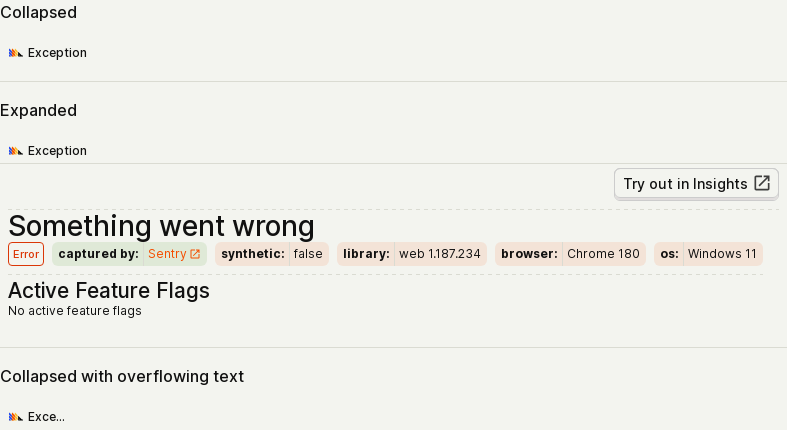 Collapsed
Exception
Expanded
Exception
Try out in Insights
Something went wrong
Error captured by: Sentry synthetic: false library: web 1.187.234 browser: Chrome 180 os: Windows 11
Active Feature Flags
No active feature flags
Collapsed with overflowing text
Exce...